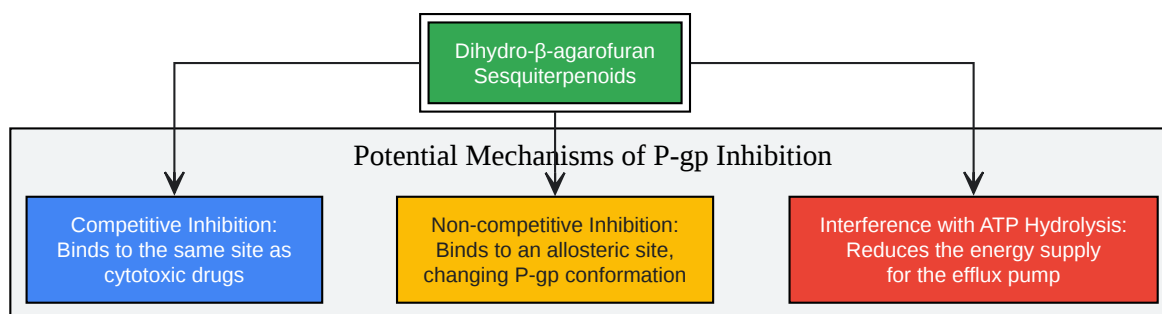 Dihydro-β-agarofuran
Sesquiterpenoids
Potential Mechanisms of P-gp Inhibition
Competitive Inhibition:
Binds to the same site as
cytotoxic drugs
Non-competitive Inhibition:
Binds to an allosteric site,
changing P-gp conformation
Interference with ATP Hydrolysis:
Reduces the energy supply
for the efflux pump